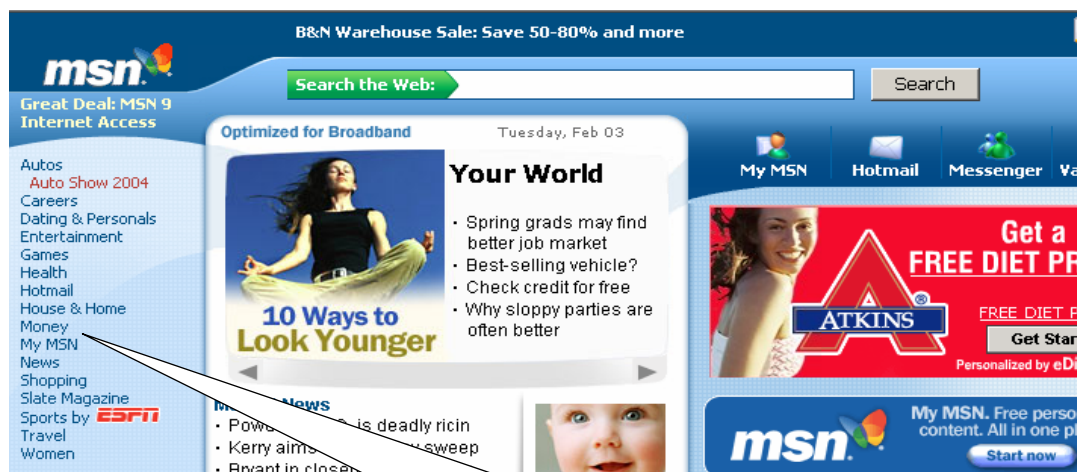 B&N Warehouse Sale: Save 50-80% and more
msn
Search the Web:
Search
Great Deal: MSN 9
Internet Access
Autos
Auto Show 2004
Careers
Dating & Personals
Entertainment
Games
Health
Hotmail
House & Home
Money
My MSN
News
Shopping
Slate Magazine
Sports by ESPN
Travel
Women
Optimized for Broadband
Tuesday, Feb 03
Your World
· Spring grads may find
better job market
· Best-selling vehicle?
· Check credit for free
· Why sloppy parties are
often better
10 Ways to
Look Younger
News
is deadly ricin
· Kerry aims sweep
· Bryant in
My MSN
Hotmail
Messenger
Get a
FREE DIET
ATKINS
®
FREE DIET
Get
Personalized by
msn
My MSN. Free
content. All in one
Start now